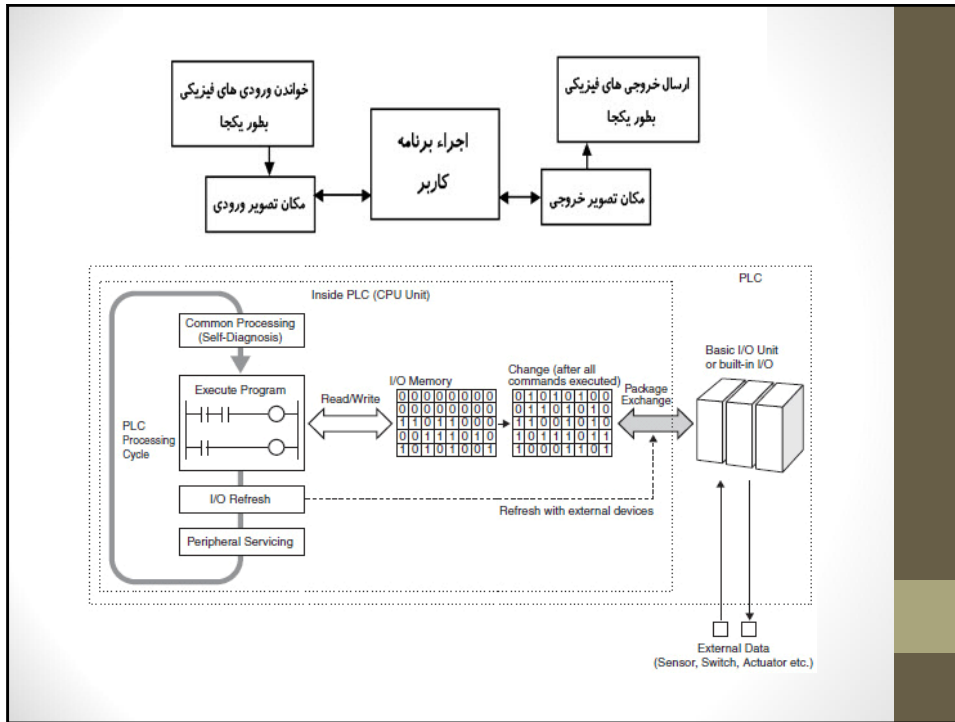 خواندن ورودی های فیزیکی
بطور یکجا
ارسال خروجی های فیزیکی
بطور یکجا
اجراء برنامه
کاربر
مکان تصویر ورودی
مکان تصویر خروجی
PLC
Inside PLC (CPU Unit)
Common Processing
(Self-Diagnosis)
Execute Program
PLC
Processing
Cycle
I/O Refresh
Peripheral Servicing
Read/Write
I/O Memory
0 0 0 0 0 0 0 0
0 0 0 0 0 0 0 0
1 1 0 1 1 0 1 0
0 0 1 1 1 0 1 0
1 0 1 0 1 0 0 1
Change (after all
commands executed)
0 1 0 1 0 1 0 0
0 1 1 0 1 0 1 0
1 1 0 0 1 0 1 0
1 0 1 1 1 0 1 1
1 0 0 0 1 1 0 1
Package
Exchange
Refresh with external devices
Basic I/O Unit
or built-in I/O
External Data
(Sensor, Switch, Actuator etc.)